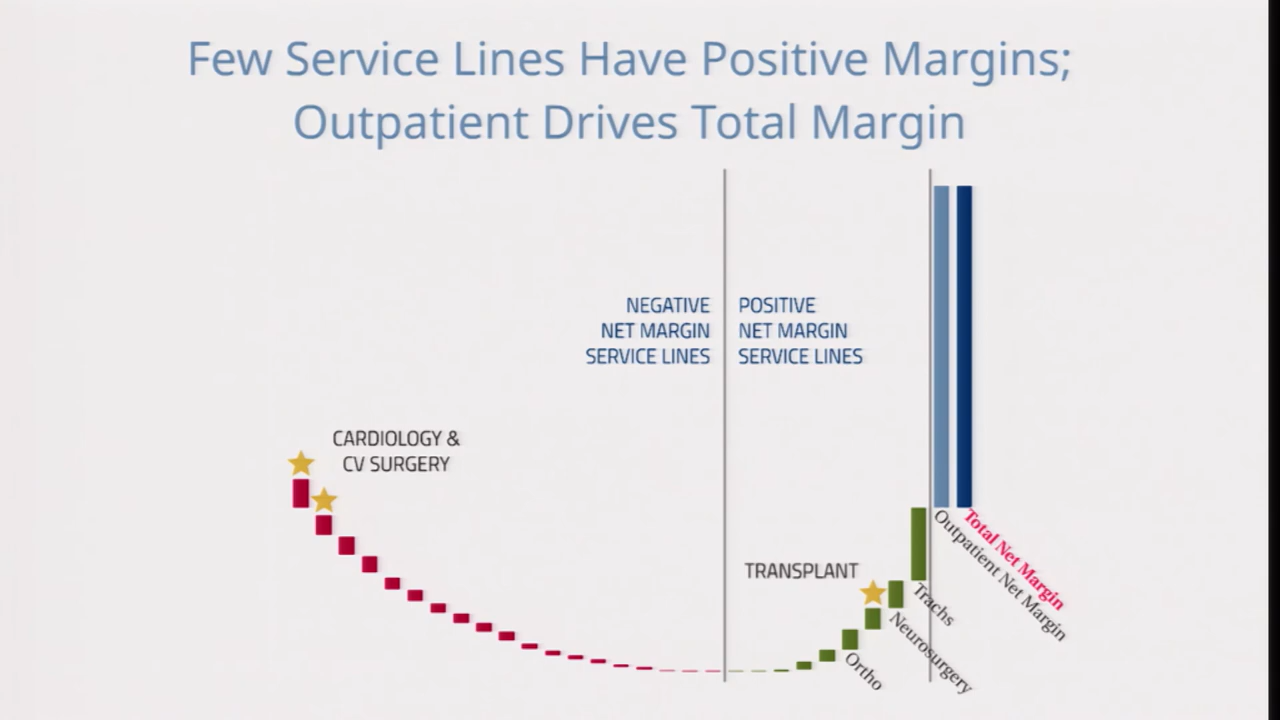 Few Service Lines Have Positive Margins;
Outpatient Drives Total Margin
NEGATIVE
NET MARGIN
SERVICE LINES
POSITIVE
NET MARGIN
SERVICE LINES
CARDIOLOGY &
CV SURGERY
TRANSPLANT
Ortho
Neurosurgery
Trachs
Outpatient Net Margin
Total Net Margin